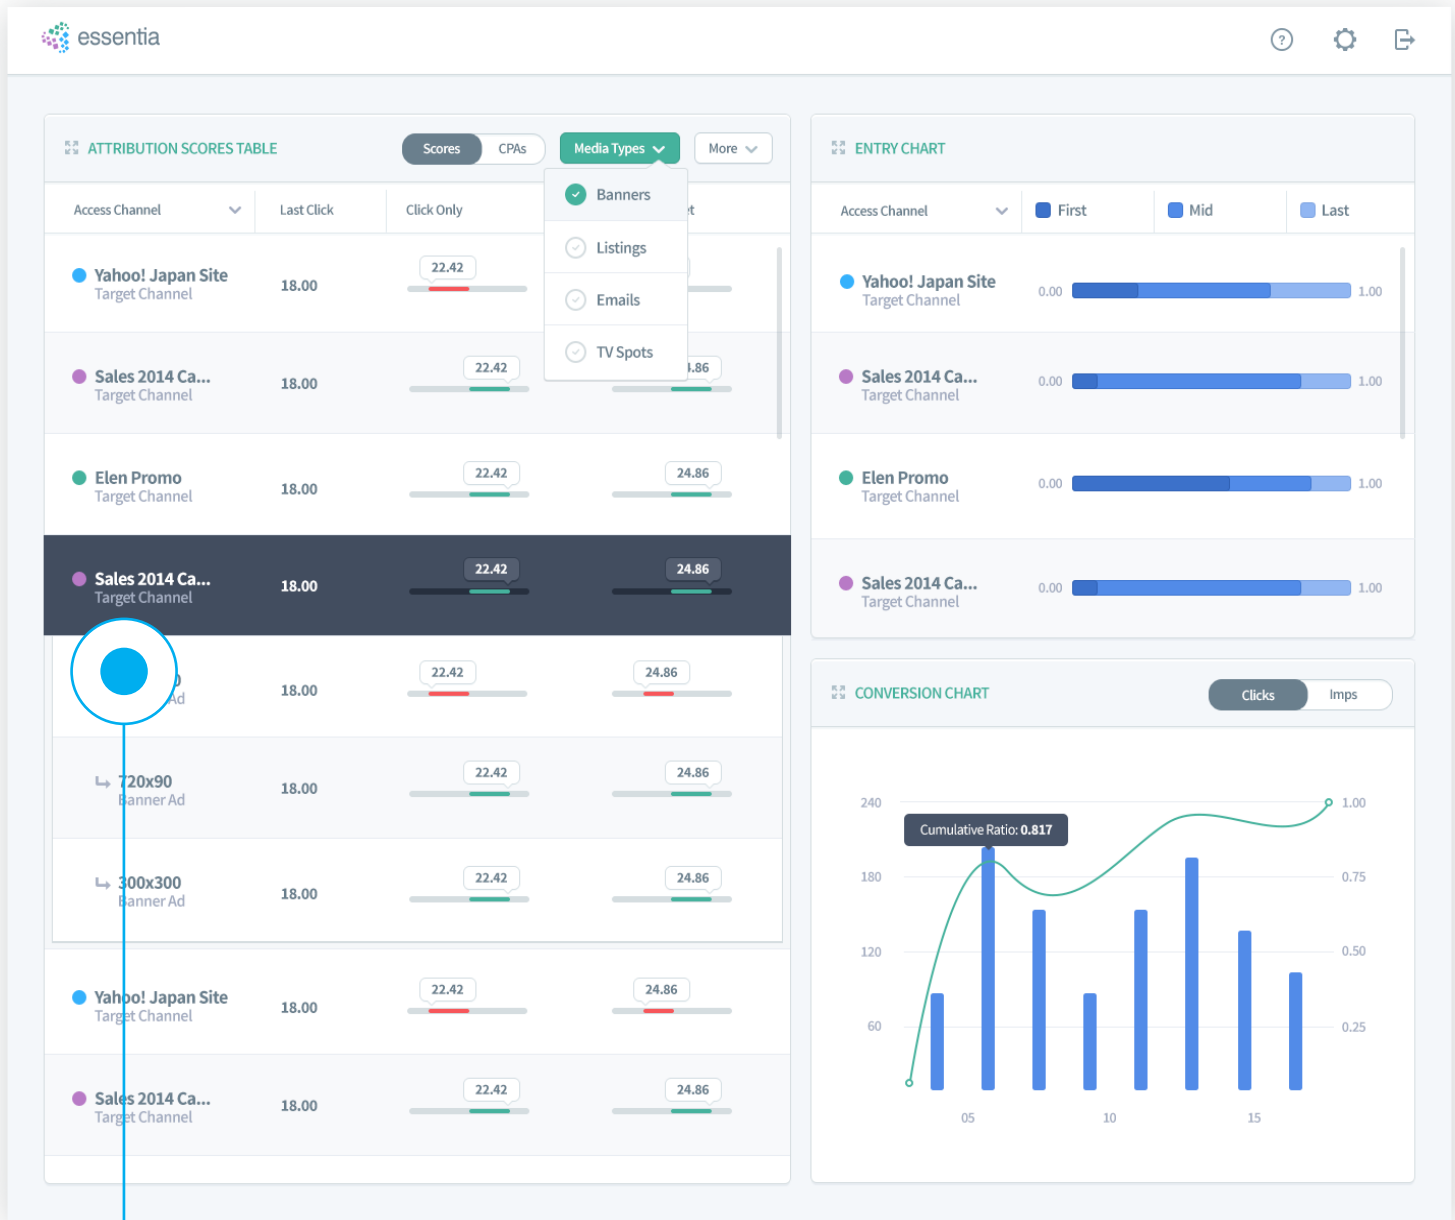 essentia
?
ATTRIBUTION SCORES TABLE
Scores
CPAs
Media Types
More
Banners
Listings
Emails
TV Spots
Access Channel
Last Click
Click Only
Yahoo! Japan Site
Target Channel
18.00
22.42
Sales 2014 Ca...
Target Channel
18.00
22.42
Elen Promo
Target Channel
18.00
22.42
24.86
Sales 2014 Ca...
Target Channel
18.00
22.42
24.86
18.00
22.42
24.86
720x90
Banner Ad
18.00
22.42
24.86
300x300
Banner Ad
18.00
22.42
24.86
Yahoo! Japan Site
Target Channel
18.00
22.42
24.86
Sales 2014 Ca...
Target Channel
18.00
22.42
24.86
ENTRY CHART
Access Channel
First
Mid
Last
Yahoo! Japan Site
Target Channel
0.00
1.00
Sales 2014 Ca...
Target Channel
0.00
1.00
Elen Promo
Target Channel
0.00
1.00
Sales 2014 Ca...
Target Channel
0.00
1.00
CONVERSION CHART
Clicks
Imps
240
180
120
60
Cumulative Ratio: 0.817
1.00
0.75
0.50
0.25
05
10
15